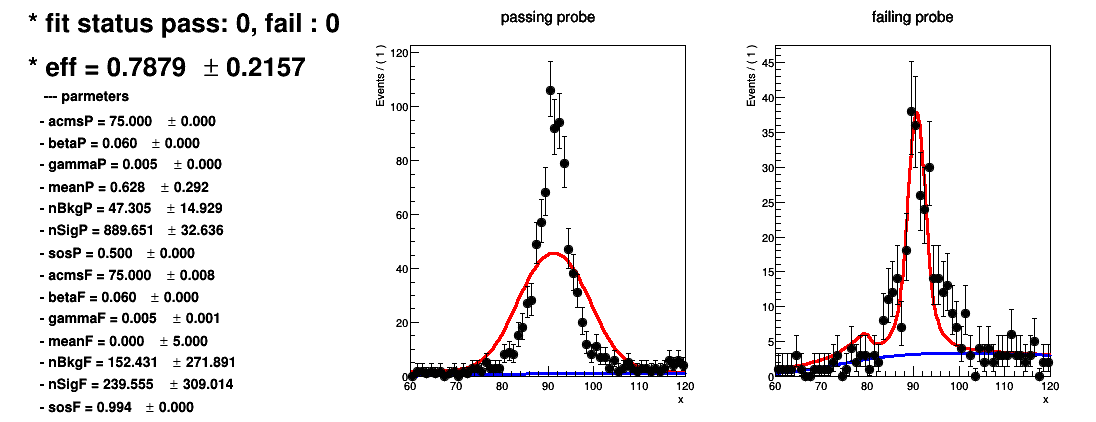 * fit status pass: 0, fail : 0
* eff = 0.7879 ± 0.2157
--- parmeters
- acmsP = 75.000 ± 0.000
- betaP = 0.060 ± 0.000
- gammaP = 0.005 ± 0.000
- meanP = 0.628 ± 0.292
- nBkgP = 47.305 ± 14.929
- nSigP = 889.651 ± 32.636
- sosP = 0.500 ± 0.000
- acmsF = 75.000 ± 0.008
- betaF = 0.060 ± 0.000
- gammaF = 0.005 ± 0.001
- meanF = 0.000 ± 5.000
- nBkgF = 152.431 ± 271.891
- nSigF = 239.555 ± 309.014
- sosF = 0.994 ± 0.000
passing probe
Events / ( 1 )
120
100
80
60
40
20
0
60 70 80 90 100 110 120
x
failing probe
Events / ( 1 )
45
40
35
30
25
20
15
10
5
0
60 70 80 90 100 110 120
x